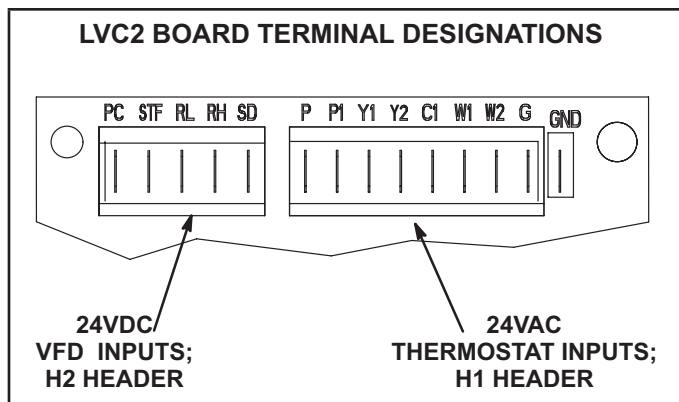 LVC2 BOARD TERMINAL DESIGNATIONS
PC STF RL RH SD P P1 Y1 Y2 C1 W1 W2 G GND
24VDC
VFD INPUTS;
H2 HEADER
24VAC
THERMOSTAT INPUTS;
H1 HEADER